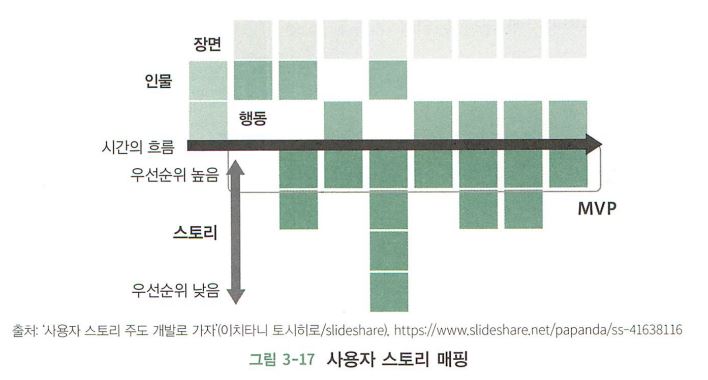 장면
인물
행동
시간의 흐름
우선순위 높음
MVP
스토리
우선순위 낮음
출처: '사용자 스토리 주도 개발로 가자'(이치타니 토시히로/slideshare), https://www.slideshare.net/papanda/ss-41638116
그림 3-17 사용자 스토리 매핑